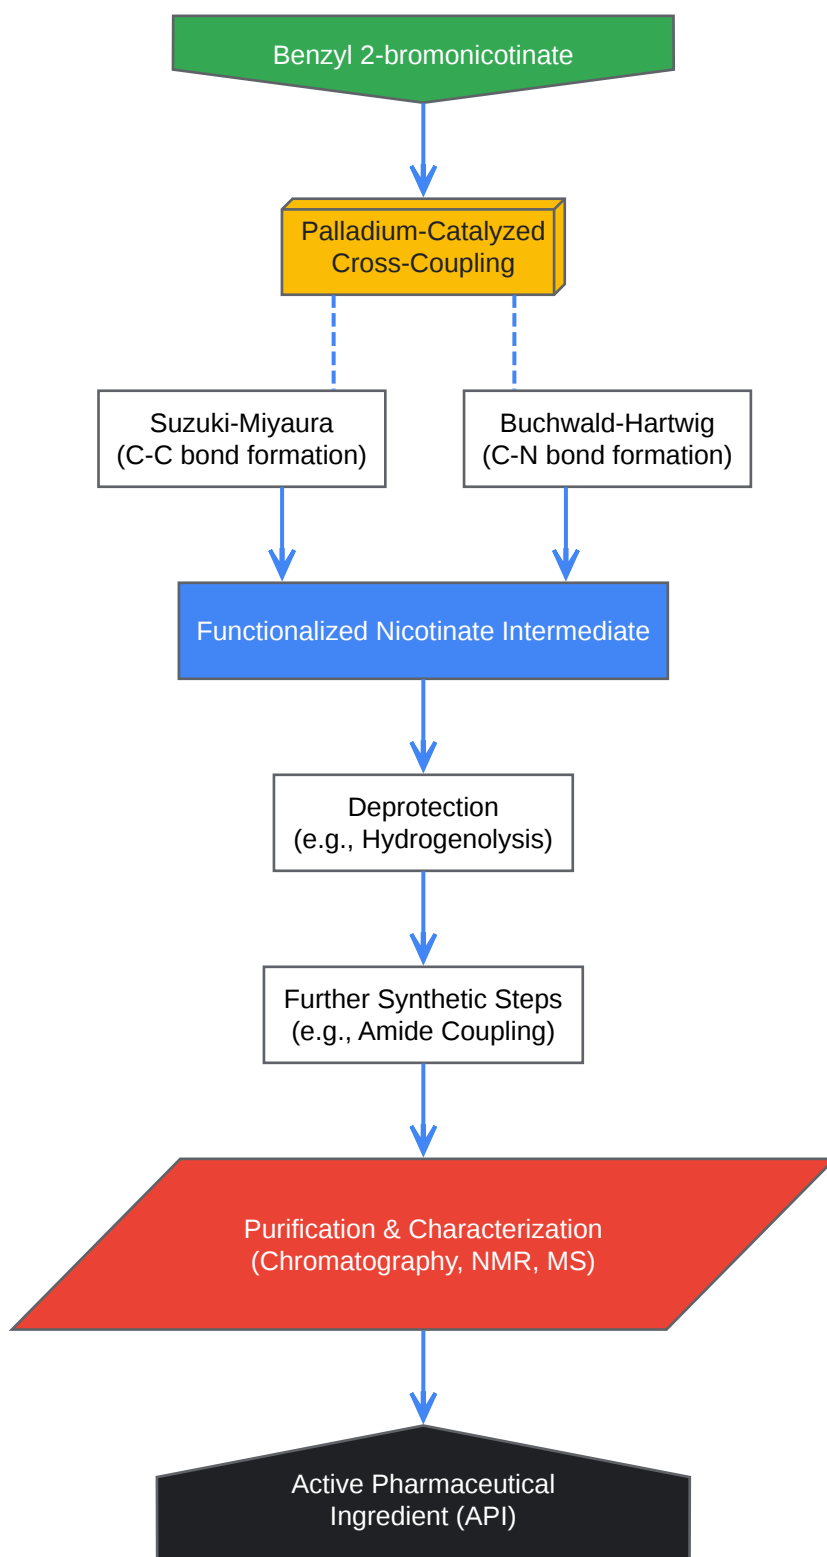 Benzyl 2-bromonicotinate
Palladium-Catalyzed
Cross-Coupling
Suzuki-Miyaura
(C-C bond formation)
Buchwald-Hartwig
(C-N bond formation)
Functionalized Nicotinate Intermediate
Deprotection
(e.g., Hydrogenolysis)
Further Synthetic Steps
(e.g., Amide Coupling)
Purification & Characterization
(Chromatography, NMR, MS)
Active Pharmaceutical
Ingredient (API)